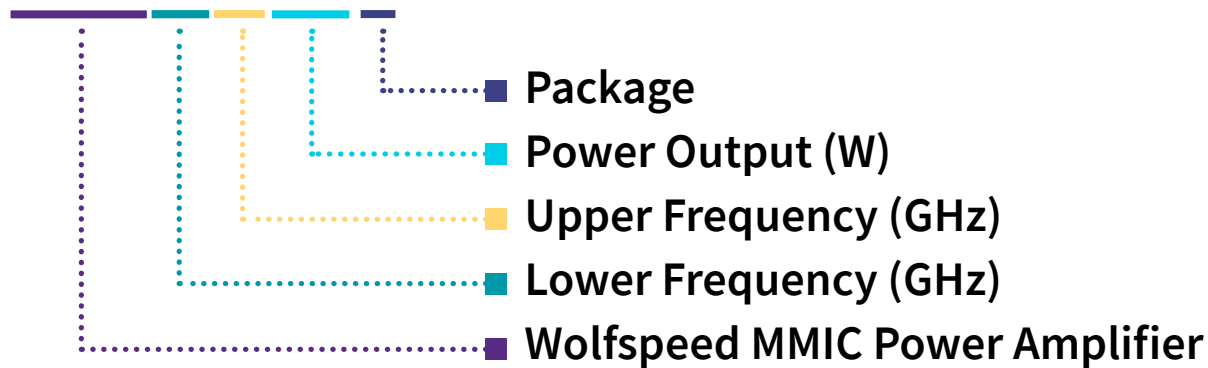 Package
Power Output (W)
Upper Frequency (GHz)
Lower Frequency (GHz)
Wolfspeed MMIC Power Amplifier